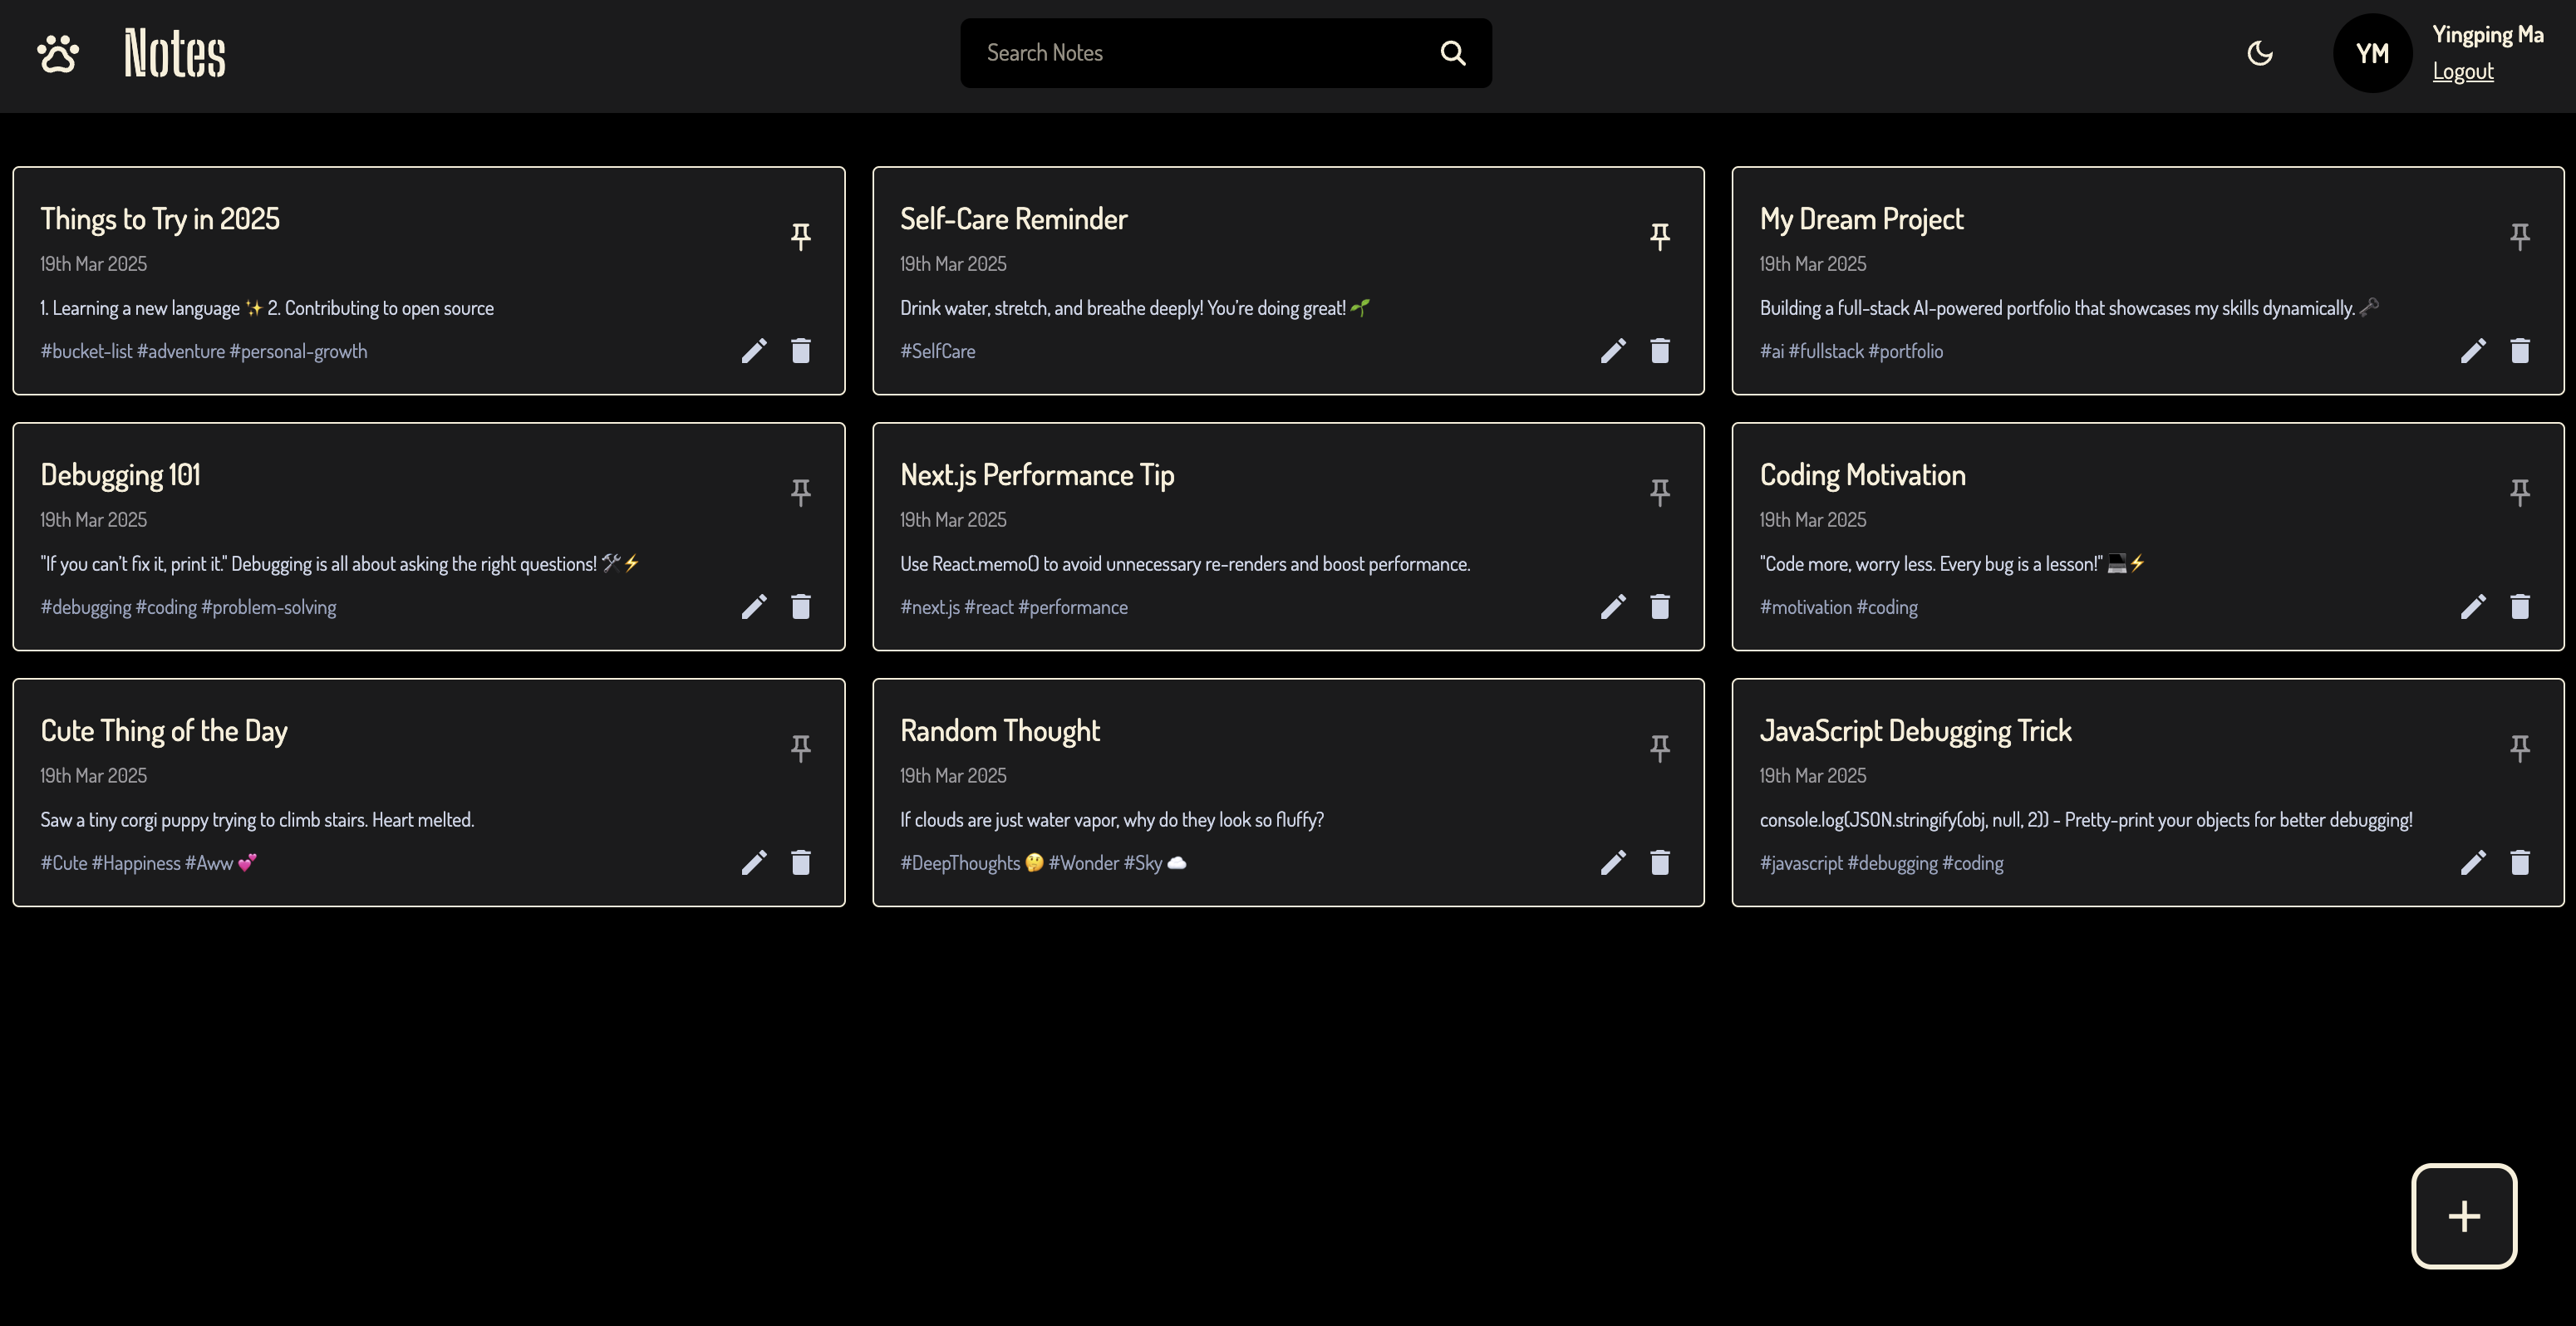 Notes
Search Notes
YM
Yingping Ma
Logout
Things to Try in 2025
19th Mar 2025
1. Learning a new language ✨ 2. Contributing to open source
#bucket-list #adventure #personal-growth
Self-Care Reminder
19th Mar 2025
Drink water, stretch, and breathe deeply! You're doing great! 🌱
#SelfCare
My Dream Project
19th Mar 2025
Building a full-stack AI-powered portfolio that showcases my skills dynamically. 🗝️
#ai #fullstack #portfolio
Debugging 101
19th Mar 2025
"If you can't fix it, print it." Debugging is all about asking the right questions! 🛠️⚡
#debugging #coding #problem-solving
Next.js Performance Tip
19th Mar 2025
Use React.memo() to avoid unnecessary re-renders and boost performance.
#next.js #react #performance
Coding Motivation
19th Mar 2025
"Code more, worry less. Every bug is a lesson!" 💻⚡
#motivation #coding
Cute Thing of the Day
19th Mar 2025
Saw a tiny corgi puppy trying to climb stairs. Heart melted.
#Cute #Happiness #Aww 💕
Random Thought
19th Mar 2025
If clouds are just water vapor, why do they look so fluffy?
#DeepThoughts 🤔 #Wonder #Sky ☁️
JavaScript Debugging Trick
19th Mar 2025
console.log(JSON.stringify(obj, null, 2)) - Pretty-print your objects for better debugging!
#javascript #debugging #coding